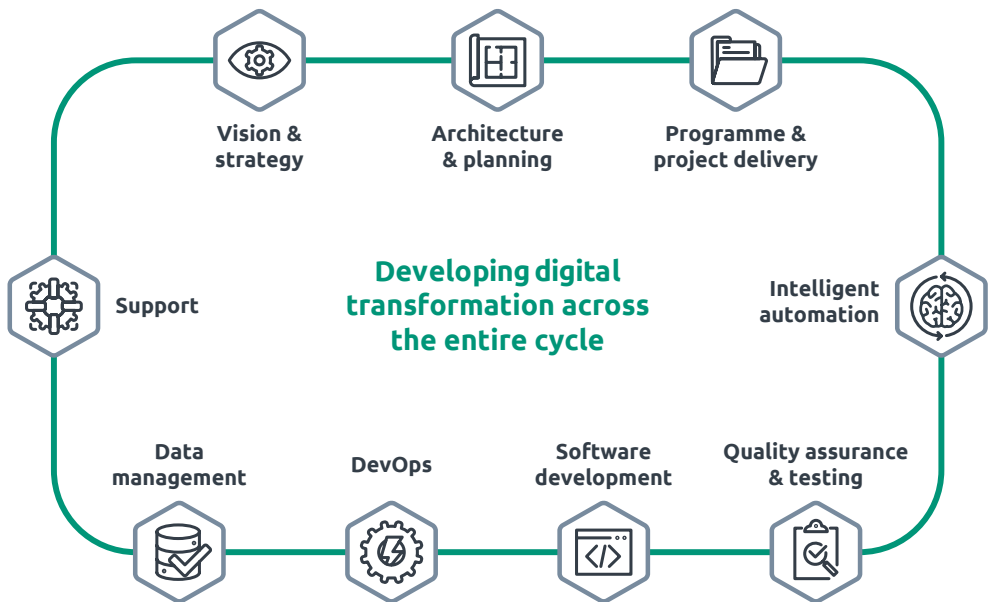 Vision &
strategy
Architecture
& planning
Programme &
project delivery
Developing digital
transformation across
the entire cycle
Support
Intelligent
automation
Data
management
DevOps
Software
development
Quality assurance
& testing